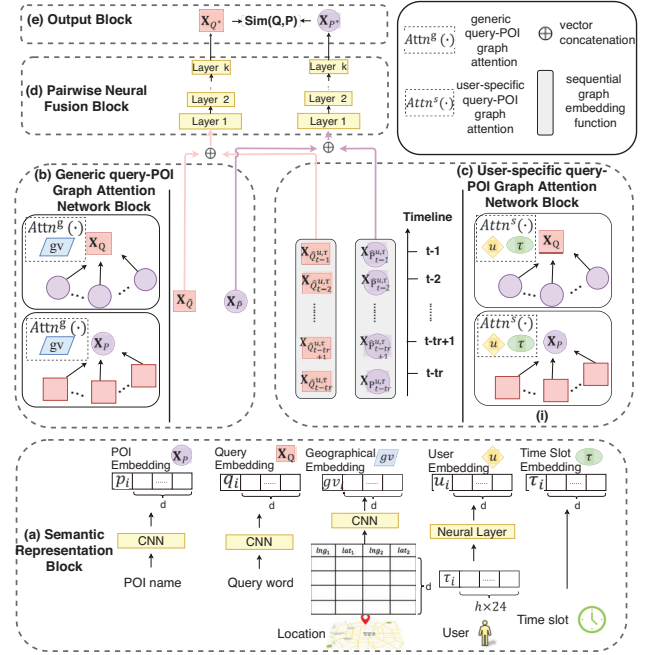 (e) Output Block
X_Q* → Sim(Q,P) ← X_P*
Layer k
Layer k
(d) Pairwise Neural
Fusion Block
Layer 2
Layer 2
Layer 1
Layer 1
⊕
⊕
Attn^g(·)
generic
query-POI
graph
attention
⊕
vector
concatenation
Attn^s(·)
user-specific
query-POI
graph
attention
sequential
graph
embedding
function
(b) Generic query-POI
Graph Attention
Network Block
Attn^g(·)
gv
X_Q
Attn^g(·)
gv
X_P
X_Q̄
X_P̄
Timeline
t-1
t-2
t-tr+1
t-tr
(c) User-specific query-
POI Graph Attention
Network Block
Attn^s(·)
u
τ
X_Q
Attn^s(·)
u
τ
X_P
(i)
(a) Semantic
Representation
Block
POI
Embedding
X_P
p_i
d
CNN
POI name
Query
Embedding
X_Q
q_i
d
CNN
Query word
Geographical
Embedding
gv
gv_i
d
CNN
lng₁ lat₁ lng₂ lat₂
d
Location
User
Embedding
u
u_i
d
Neural Layer
τ_i
h×24
User
Time Slot
Embedding
τ
τ_i
d
Time slot